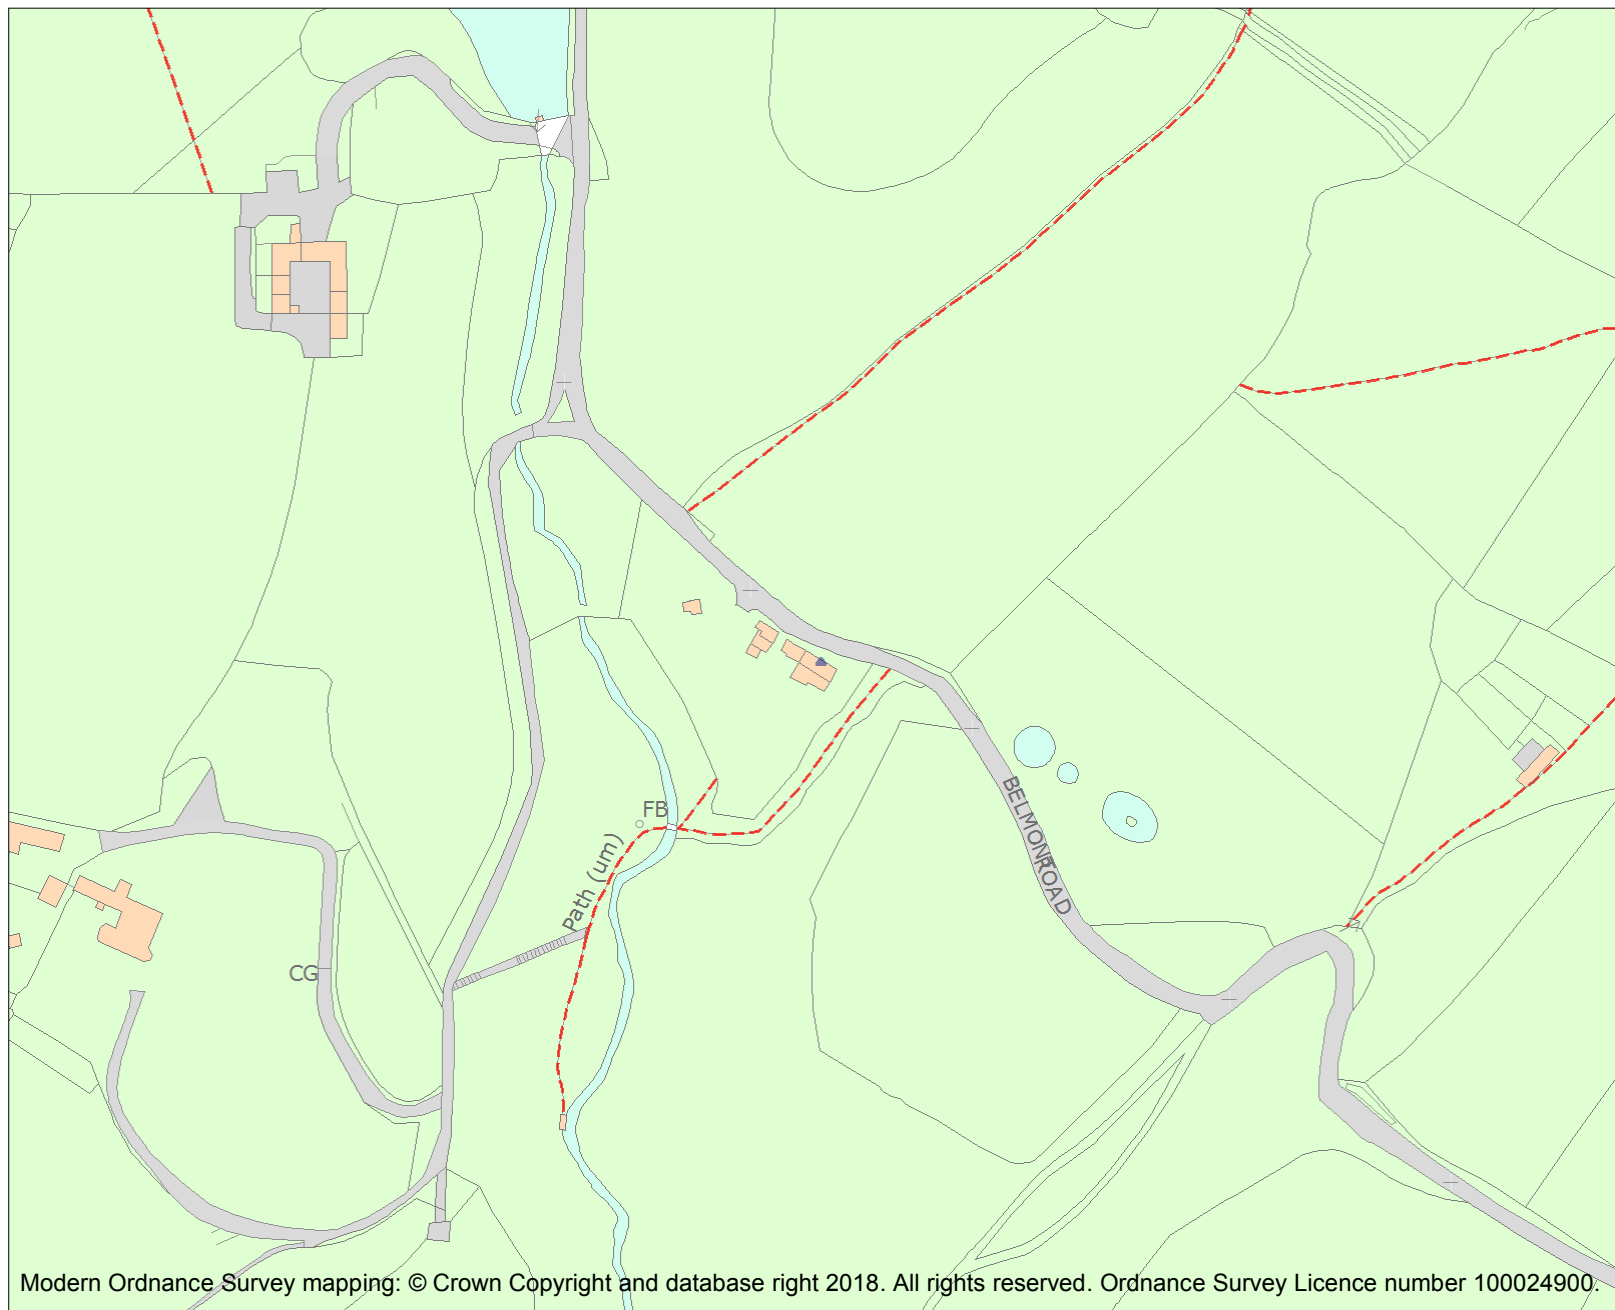 BELMONT ROAD
FB
Path (um)
CG
Modern Ordnance Survey mapping: © Crown Copyright and database right 2018. All rights reserved. Ordnance Survey Licence number 100024900.